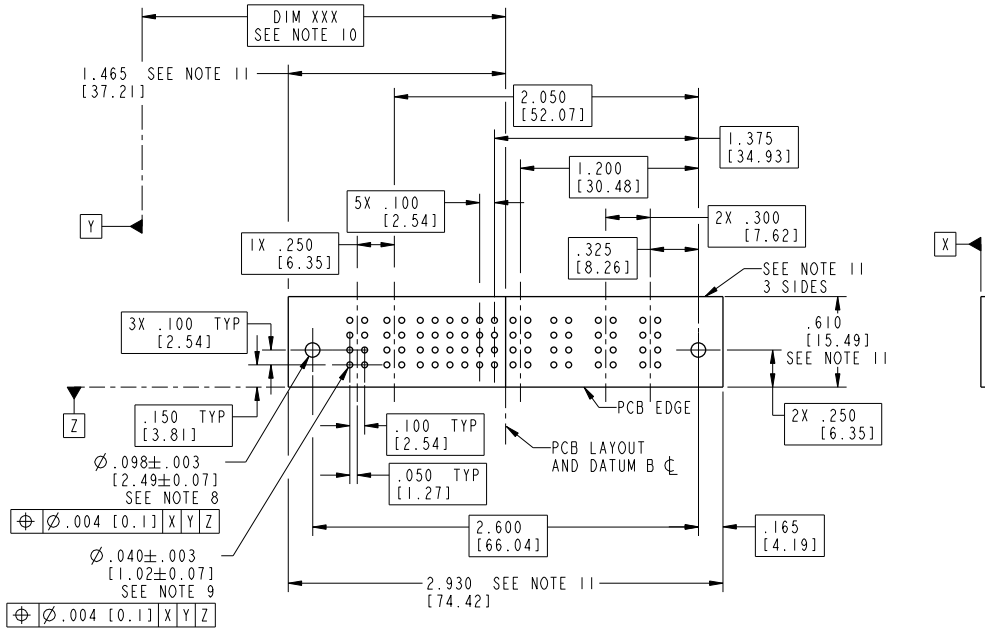 DIM XXX
SEE NOTE 10
1.465 SEE NOTE 11
[37.21]
2.050
[52.07]
1.375
[34.93]
1.200
[30.48]
5X .100
[2.54]
2X .300
[7.62]
Y
1X .250
[6.35]
.325
[8.26]
X
SEE NOTE 11
3 SIDES
3X .100 TYP
[2.54]
.610
[15.49]
SEE NOTE 11
Z
.150 TYP
[3.81]
PCB EDGE
2X .250
[6.35]
.100 TYP
[2.54]
PCB LAYOUT
AND DATUM B ℄
Ø.098±.003
[2.49±0.07]
SEE NOTE 8
⌖ Ø.004 [0.1] X Y Z
.050 TYP
[1.27]
2.600
[66.04]
.165
[4.19]
Ø.040±.003
[1.02±0.07]
SEE NOTE 9
⌖ Ø.004 [0.1] X Y Z
2.930 SEE NOTE 11
[74.42]